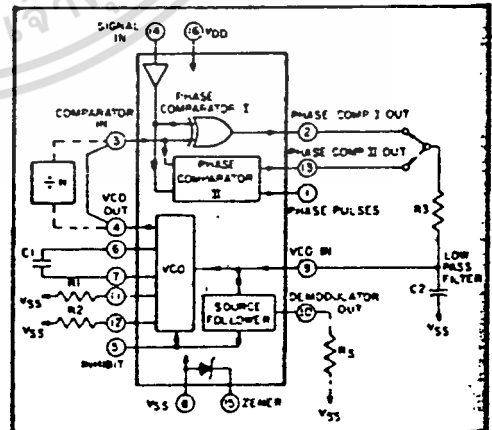 SIGNAL IN
14
16
VDD
PHASE COMPARATOR I
COMPARATOR IN
3
PHASE COMP I OUT
2
PHASE COMP II OUT
13
PHASE COMPARATOR II
÷ N
1
PHASE PULSES
VCO OUT
4
R3
6
C1
7
VCO
VCO IN
9
LOW PASS FILTER
R1
VSS
11
C2
R2
VSS
12
SOURCE FOLLOWER
DEMODULATOR OUT
10
VSS
INHIBIT
5
RS
VSS
8
15
ZENER
VSS